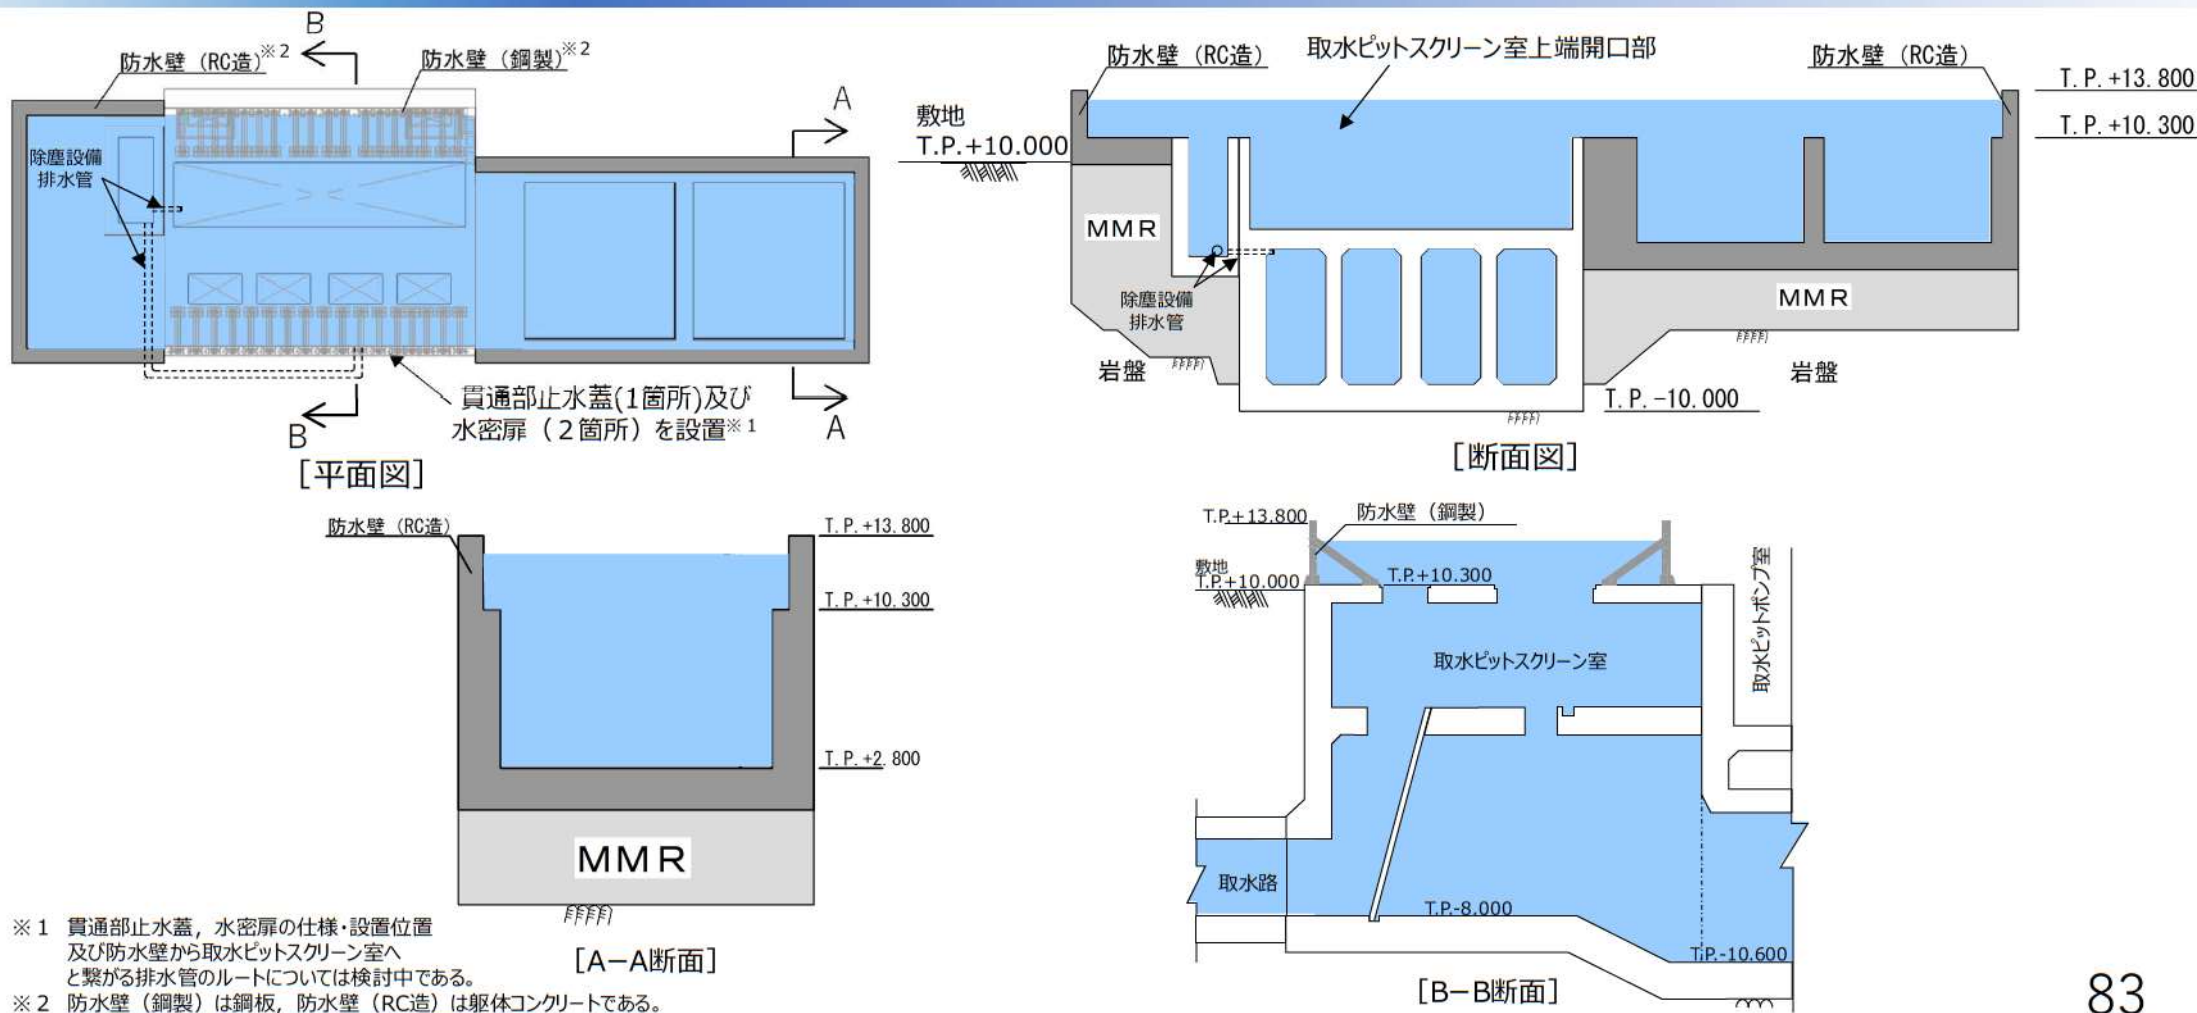 B
防水壁（RC造）※2
防水壁（鋼製）※2
A
除塵設備
排水管
貫通部止水蓋(1箇所)及び
水密扉（２箇所）を設置※1
B
A
[平面図]
防水壁（RC造）
取水ピットスクリーン室上端開口部
防水壁（RC造）
T.P.+13.800
T.P.+10.300
敷地
T.P.+10.000
MMR
除塵設備
排水管
MMR
岩盤
岩盤
T.P.-10.000
[断面図]
防水壁（RC造）
T.P.+13.800
T.P.+10.300
T.P.+2.800
MMR
[A−A断面]
T.P.+13.800
防水壁（鋼製）
敷地
T.P.+10.000
T.P.+10.300
取水ピットポンプ室
取水ピットスクリーン室
取水路
T.P.-8.000
T.P.-10.600
[B−B断面]
※1　貫通部止水蓋，水密扉の仕様・設置位置
及び防水壁から取水ピットスクリーン室へ
と繋がる排水管のルートについては検討中である。
※2　防水壁（鋼製）は鋼板，防水壁（RC造）は躯体コンクリートである。
83